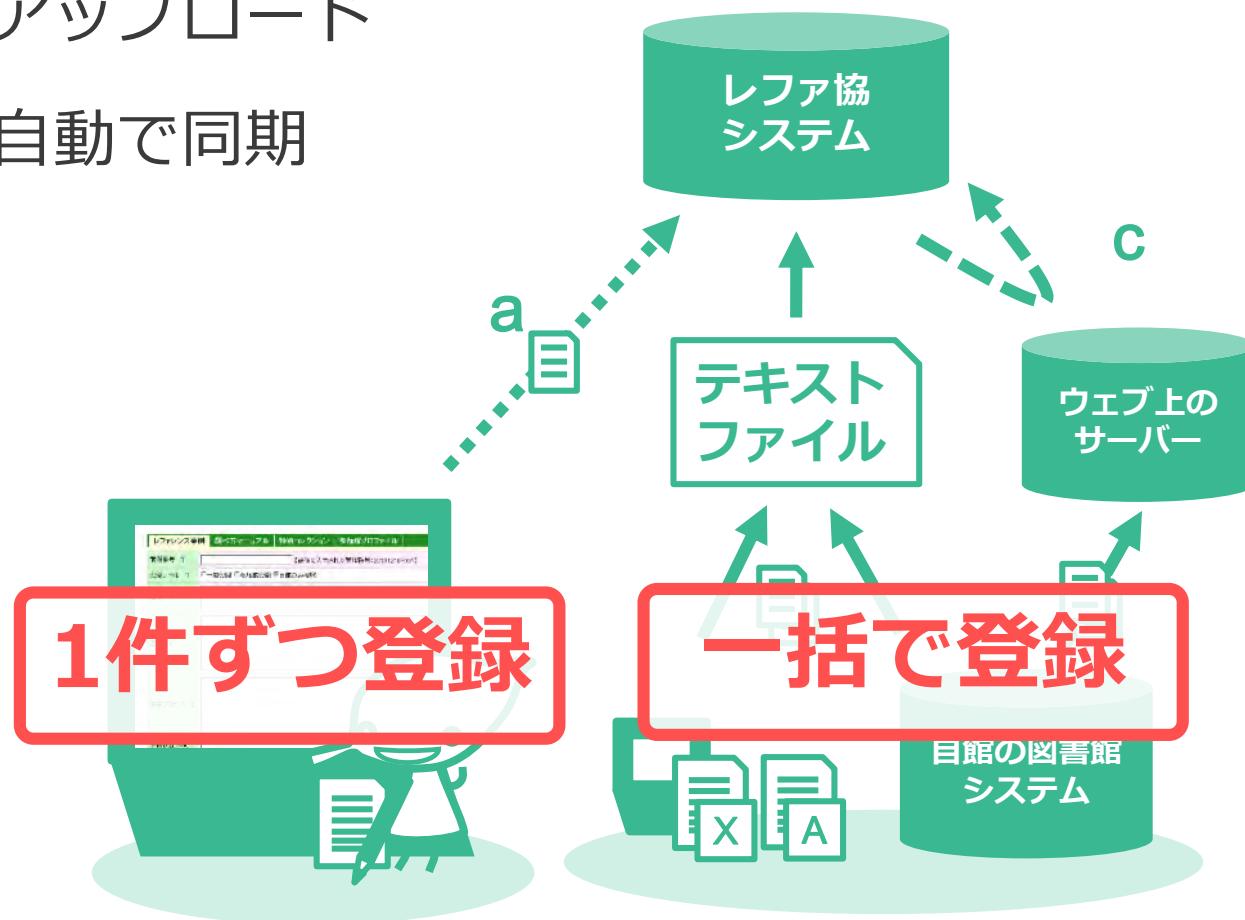 アップロード
自動で同期
レファ協
システム
a
c
テキスト
ファイル
ウェブ上の
サーバー
1件ずつ登録
一括で登録
自館の図書館
システム
X
A